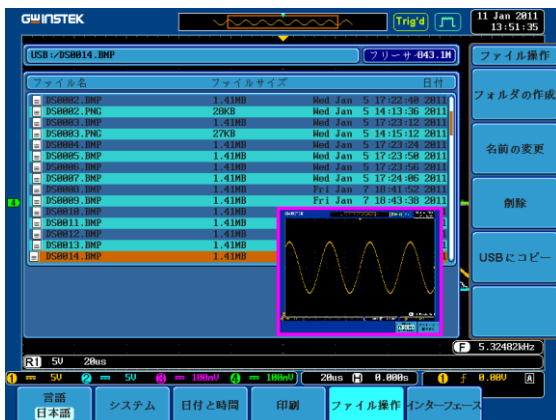 GWINSTEK
Trig'd
11 Jan 2011
13:51:35
USB:/DS0014.BMP
フリーサ-843.1M
ファイル操作
ファイル名 ファイルサイズ 日付
DS0002.BMP 1.41MB Wed Jan 5 17:22:40 2011
DS0002.PNG 28KB Wed Jan 5 14:13:36 2011
DS0003.BMP 1.41MB Wed Jan 5 17:23:12 2011
DS0003.PNG 27KB Wed Jan 5 14:15:12 2011
DS0004.BMP 1.41MB Wed Jan 5 17:23:24 2011
DS0005.BMP 1.41MB Wed Jan 5 17:23:50 2011
DS0006.BMP 1.41MB Wed Jan 5 17:23:56 2011
DS0007.BMP 1.41MB Wed Jan 5 17:24:06 2011
DS0008.BMP 1.41MB Fri Jan 7 18:41:52 2011
DS0009.BMP 1.41MB Fri Jan 7 18:43:38 2011
DS0010.BMP 1.41MB
DS0011.BMP 1.41MB
DS0012.BMP 1.41MB
DS0013.BMP 1.41MB
DS0014.BMP 1.41MB
フォルダの作成
名前の変更
削除
USBにコピー
4
F 5.32482kHz
R1 5V 20us
1 5V 2 5V 3 100mV 4 100mV 20us H 0.000s 1 f 0.00V A
言語
日本語
システム
日付と時間
印刷
ファイル操作
インターフェース